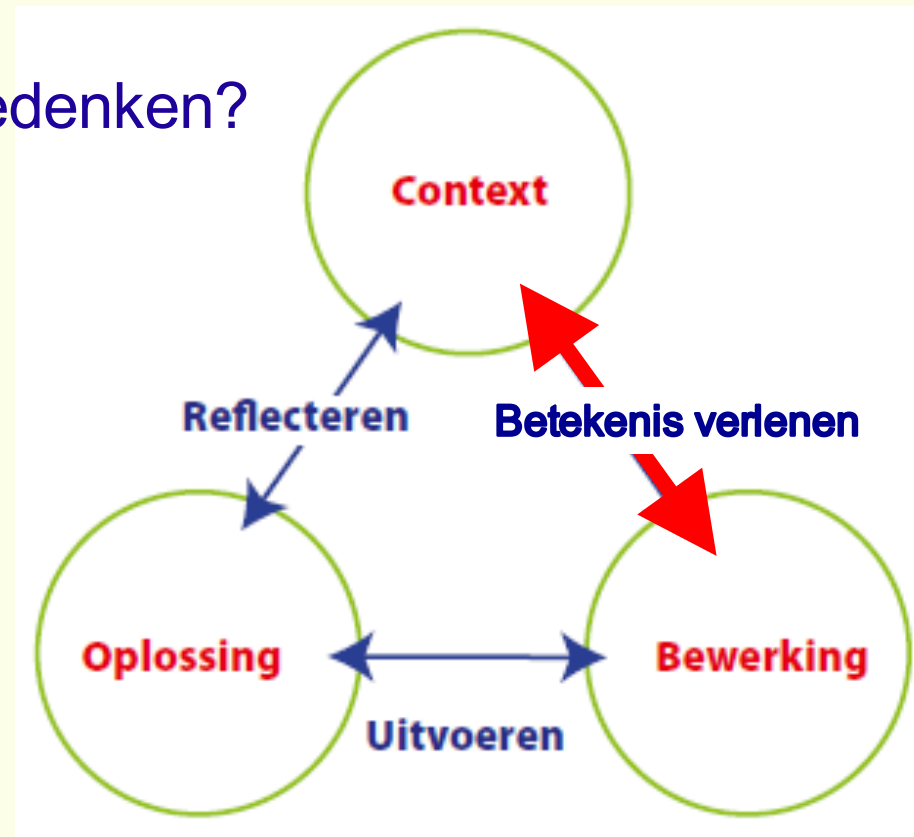 edenken?
Context
Reflecteren
Betekenis verlenen
Oplossing
Bewerking
Uitvoeren